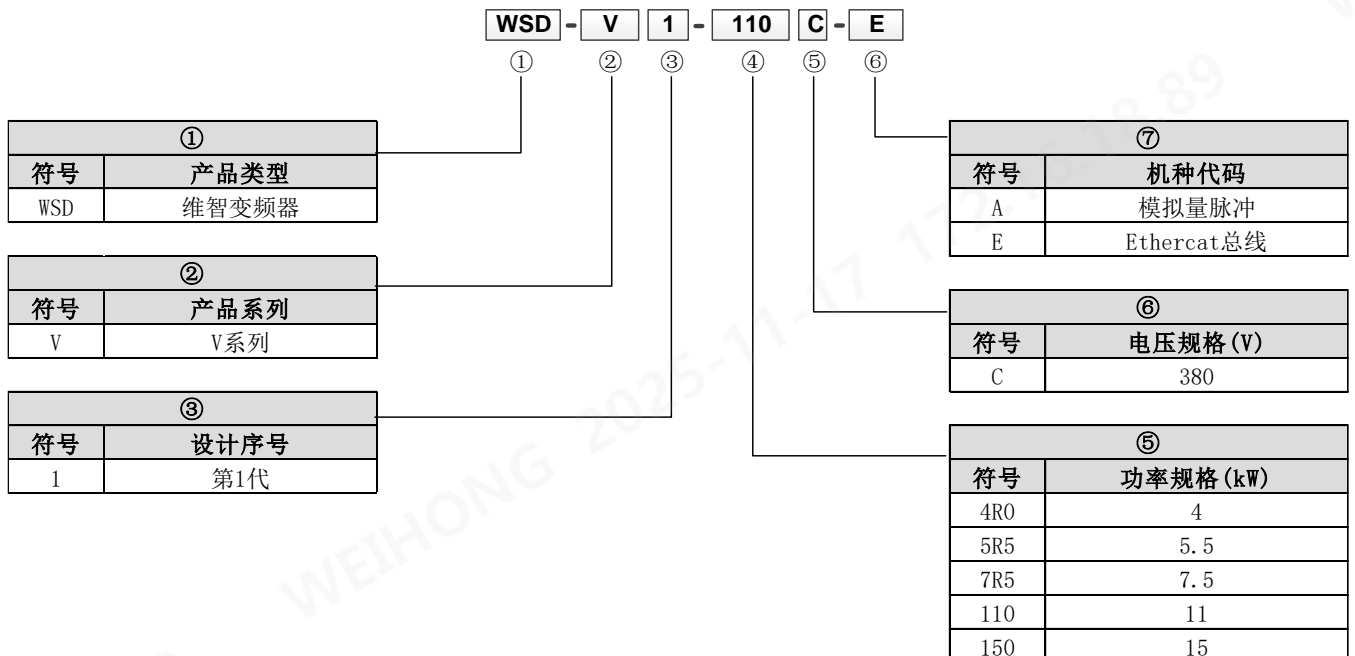 WSD - V 1 - 110 C - E
① ② ③ ④ ⑤ ⑥
①
符号 产品类型
WSD 维智变频器
②
符号 产品系列
V V系列
③
符号 设计序号
1 第1代
⑦
符号 机种代码
A 模拟量脉冲
E Ethercat总线
⑥
符号 电压规格(V)
C 380
⑤
符号 功率规格(kW)
4R0 4
5R5 5.5
7R5 7.5
110 11
150 15
WEIHONG 2025-11-17 172.16.18.89